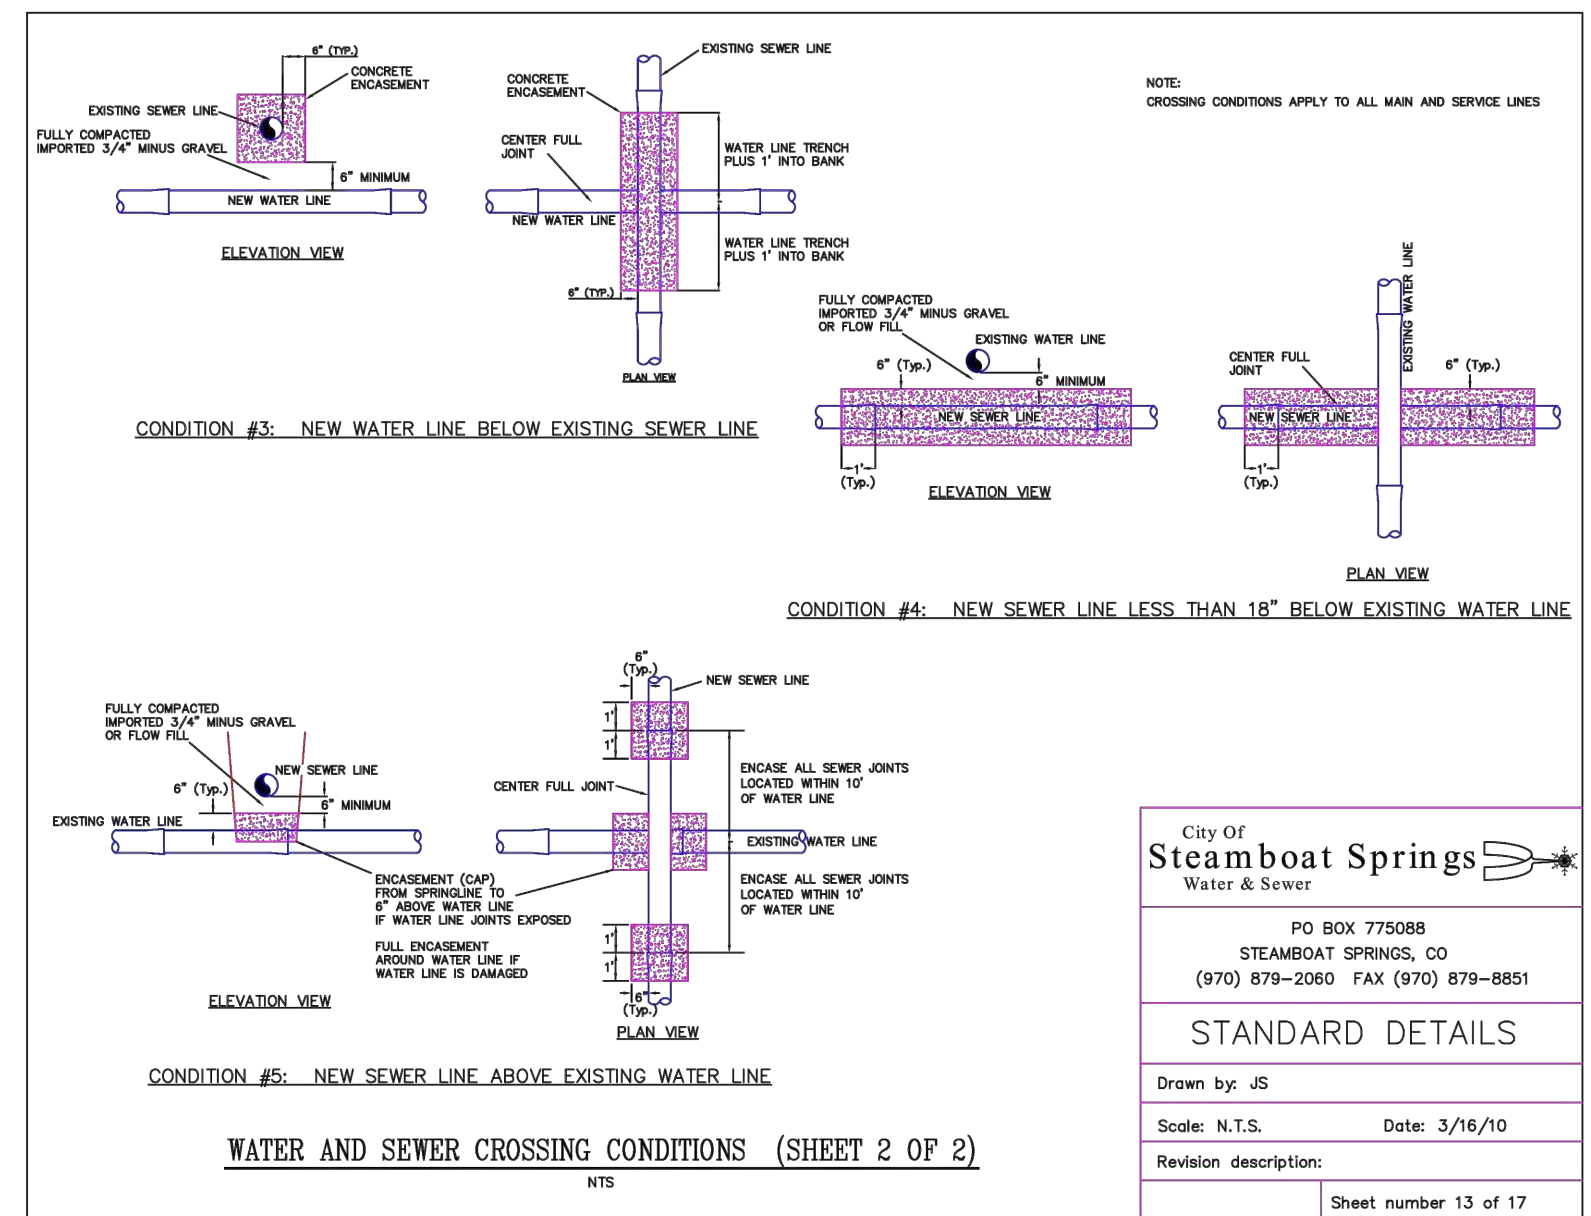 6" (TYP.)
CONCRETE
ENCASEMENT
EXISTING SEWER LINE
FULLY COMPACTED
IMPORTED 3/4" MINUS GRAVEL
6" MINIMUM
NEW WATER LINE
ELEVATION VIEW
EXISTING SEWER LINE
CONCRETE
ENCASEMENT
CENTER FULL
JOINT
WATER LINE TRENCH
PLUS 1' INTO BANK
NEW WATER LINE
WATER LINE TRENCH
PLUS 1' INTO BANK
6" (TYP.)
PLAN VIEW
CONDITION #3: NEW WATER LINE BELOW EXISTING SEWER LINE
NOTE:
CROSSING CONDITIONS APPLY TO ALL MAIN AND SERVICE LINES
FULLY COMPACTED
IMPORTED 3/4" MINUS GRAVEL
OR FLOW FILL
EXISTING WATER LINE
6" (Typ.)
6" MINIMUM
NEW SEWER LINE
1'
(Typ.)
ELEVATION VIEW
EXISTING WATER LINE
CENTER FULL
JOINT
6" (Typ.)
NEW SEWER LINE
1'
(Typ.)
PLAN VIEW
CONDITION #4: NEW SEWER LINE LESS THAN 18" BELOW EXISTING WATER LINE
FULLY COMPACTED
IMPORTED 3/4" MINUS GRAVEL
OR FLOW FILL
NEW SEWER LINE
6" (Typ.)
6" MINIMUM
EXISTING WATER LINE
ENCASEMENT (CAP)
FROM SPRINGLINE TO
6" ABOVE WATER LINE
IF WATER LINE JOINTS EXPOSED
FULL ENCASEMENT
AROUND WATER LINE IF
WATER LINE IS DAMAGED
ELEVATION VIEW
6"
(Typ.)
NEW SEWER LINE
1'
1'
CENTER FULL JOINT
ENCASE ALL SEWER JOINTS
LOCATED WITHIN 10'
OF WATER LINE
EXISTING WATER LINE
ENCASE ALL SEWER JOINTS
LOCATED WITHIN 10'
OF WATER LINE
1'
1'
6"
(Typ.)
PLAN VIEW
CONDITION #5: NEW SEWER LINE ABOVE EXISTING WATER LINE
WATER AND SEWER CROSSING CONDITIONS (SHEET 2 OF 2)
NTS
City Of
Steamboat Springs
Water & Sewer
PO BOX 775088
STEAMBOAT SPRINGS, CO
(970) 879-2060 FAX (970) 879-8851
STANDARD DETAILS
Drawn by: JS
Scale: N.T.S. Date: 3/16/10
Revision description:
Sheet number 13 of 17